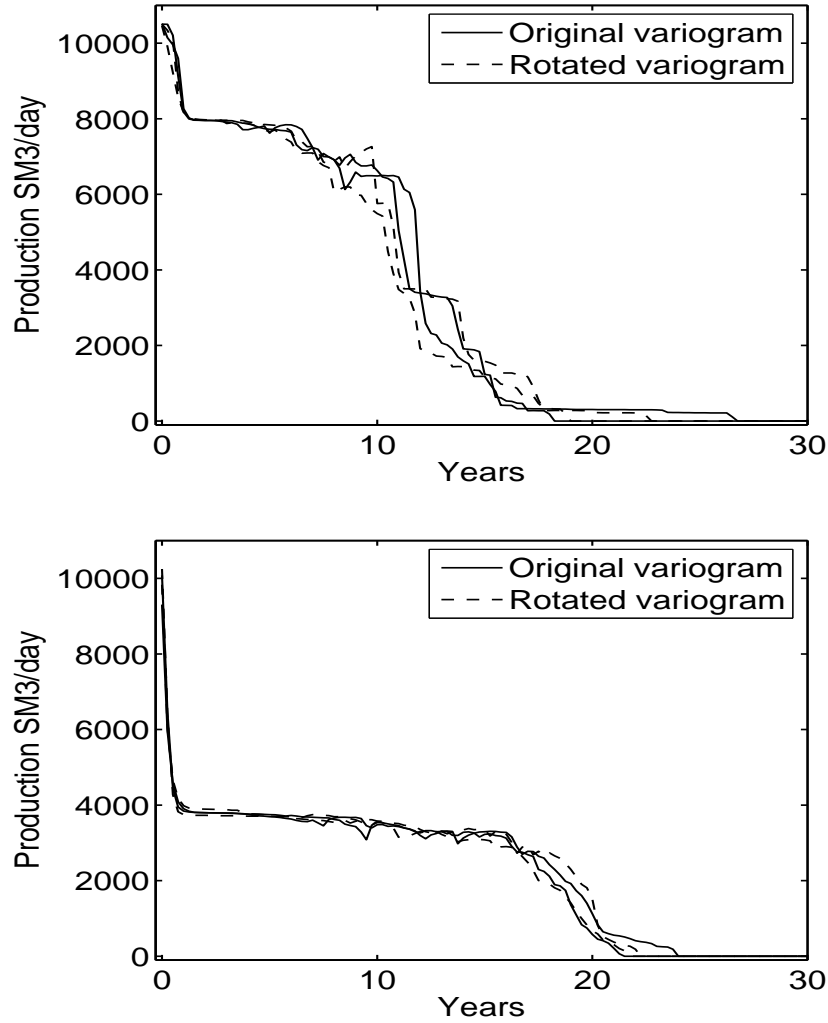 Original variogram
Rotated variogram
10000
8000
6000
4000
2000
0
Production SM3/day
0 10 20 30
Years
Original variogram
Rotated variogram
10000
8000
6000
4000
2000
0
Production SM3/day
0 10 20 30
Years